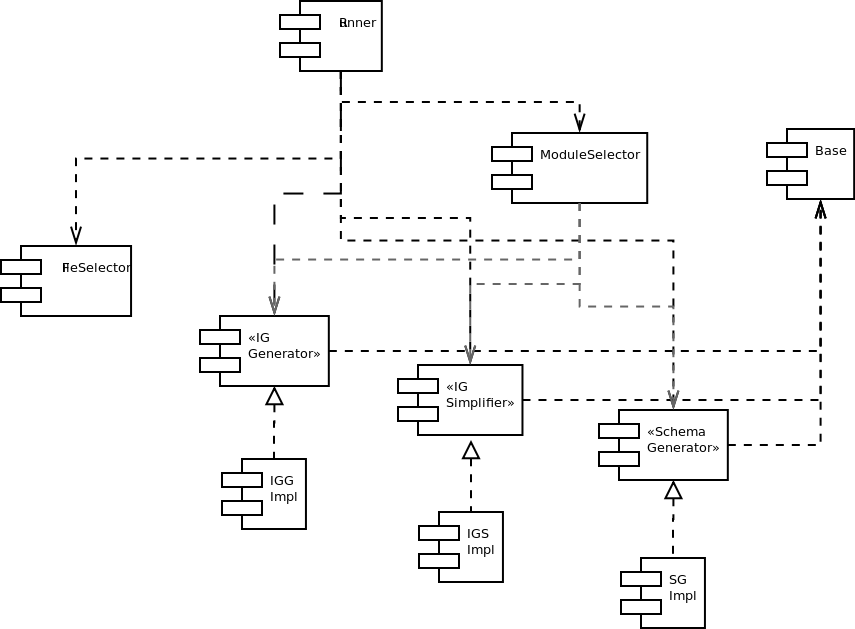 Runner
ModuleSelector
Base
FileSelector
«IG
Generator»
«IG
Simplifier»
«Schema
Generator»
IGG
Impl
IGS
Impl
SG
Impl